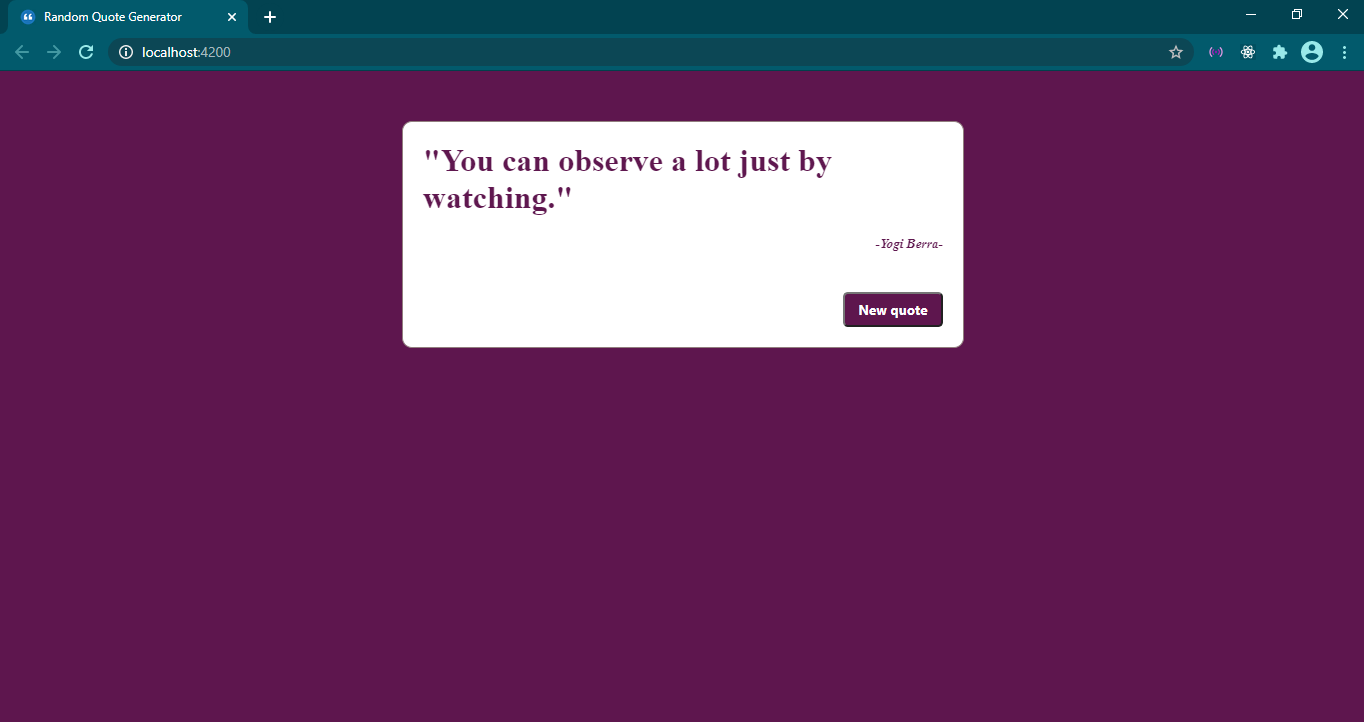 Random Quote Generator
localhost:4200
"You can observe a lot just by
watching."
-Yogi Berra-
New quote